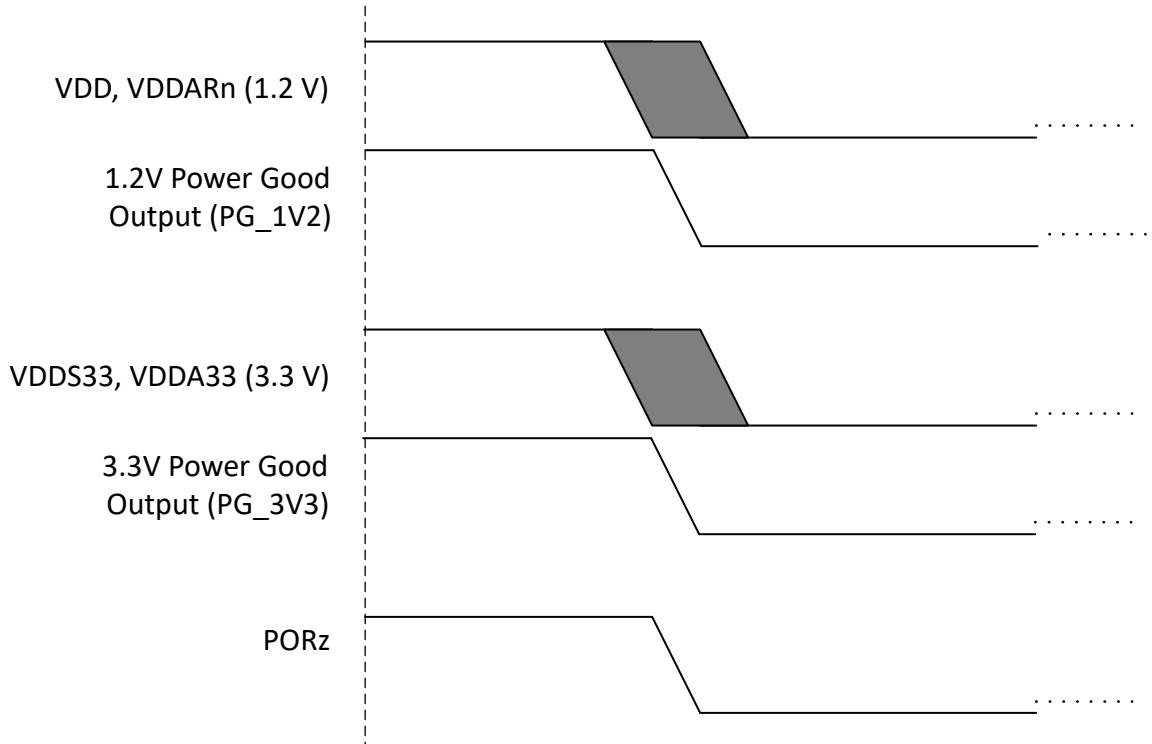 VDD, VDDARn (1.2 V)
1.2V Power Good
Output (PG_1V2)
VDDS33, VDDA33 (3.3 V)
3.3V Power Good
Output (PG_3V3)
PORz